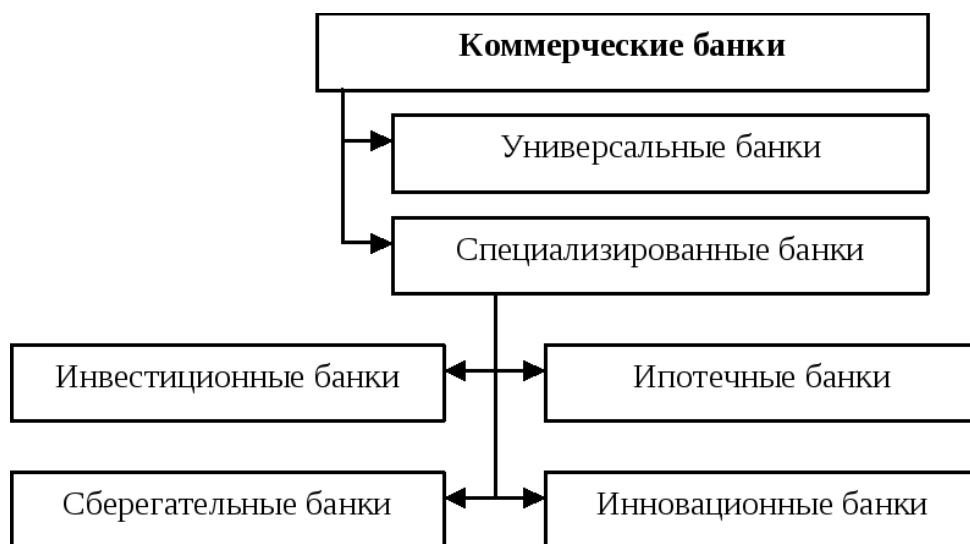 Коммерческие банки
Универсальные банки
Специализированные банки
Инвестиционные банки
Ипотечные банки
Сберегательные банки
Инновационные банки